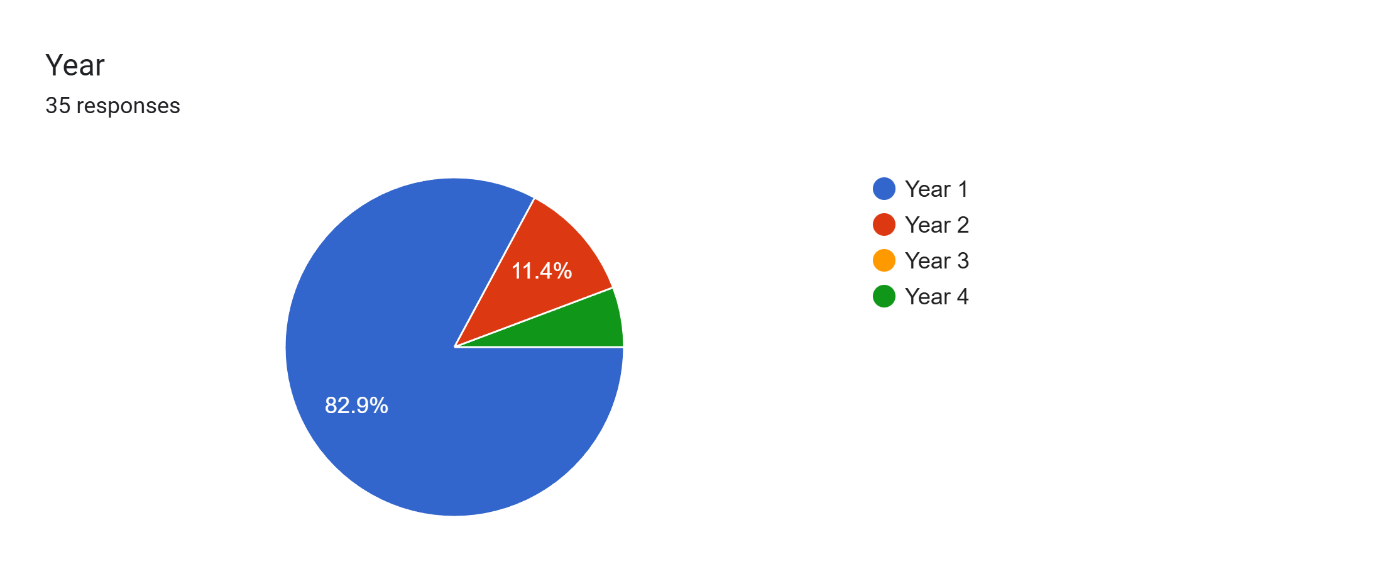 Year
35 responses
Year 1
Year 2
Year 3
Year 4
11.4%
82.9%